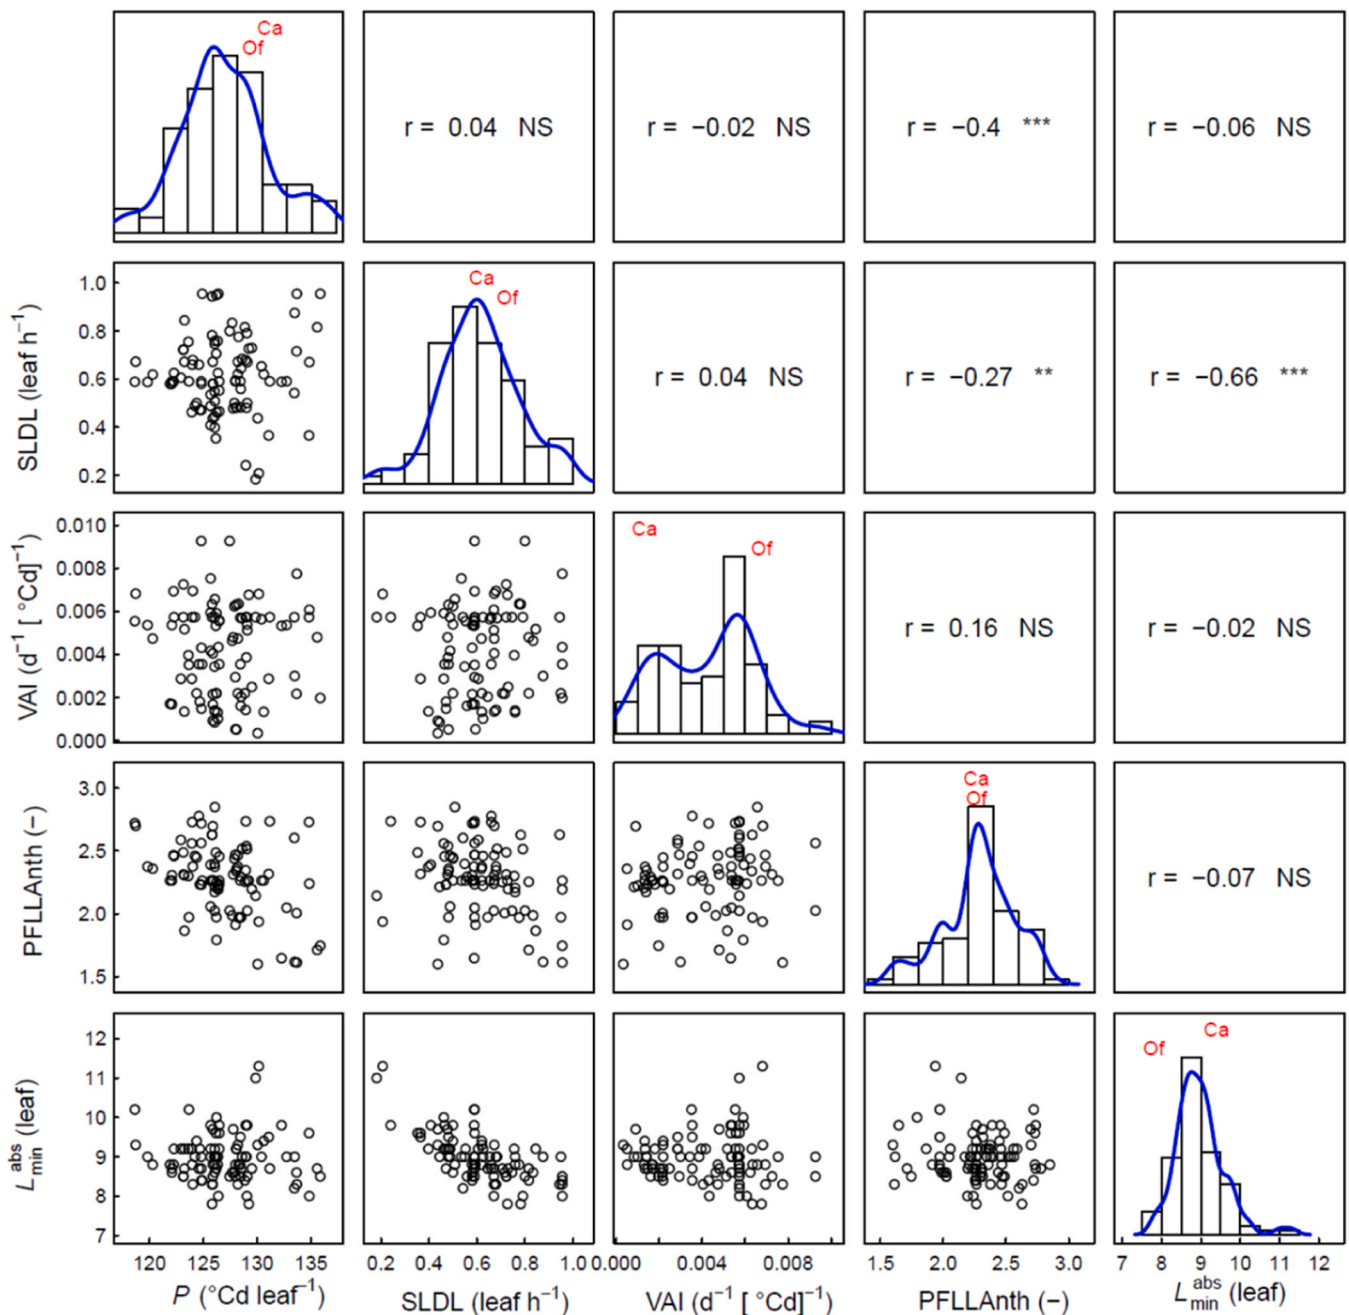 Ca
Of
r = 0.04 NS
r = −0.02 NS
r = −0.4 ***
r = −0.06 NS
SLDL (leaf h⁻¹)
1.0
0.8
0.6
0.4
0.2
Ca
Of
r = 0.04 NS
r = −0.27 **
r = −0.66 ***
VAI (d⁻¹ [ °Cd]⁻¹)
0.010
0.008
0.006
0.004
0.002
0.000
Ca
Of
r = 0.16 NS
r = −0.02 NS
PFLLAnth (−)
3.0
2.5
2.0
1.5
Ca
Of
r = −0.07 NS
L abs min (leaf)
12
11
10
9
8
7
Of
Ca
120 125 130 135
0.2 0.4 0.6 0.8 1.0
0.000 0.004 0.008
1.5 2.0 2.5 3.0
7 8 9 10 11 12
P (°Cd leaf⁻¹)
SLDL (leaf h⁻¹)
VAI (d⁻¹ [ °Cd]⁻¹)
PFLLAnth (−)
L abs min (leaf)